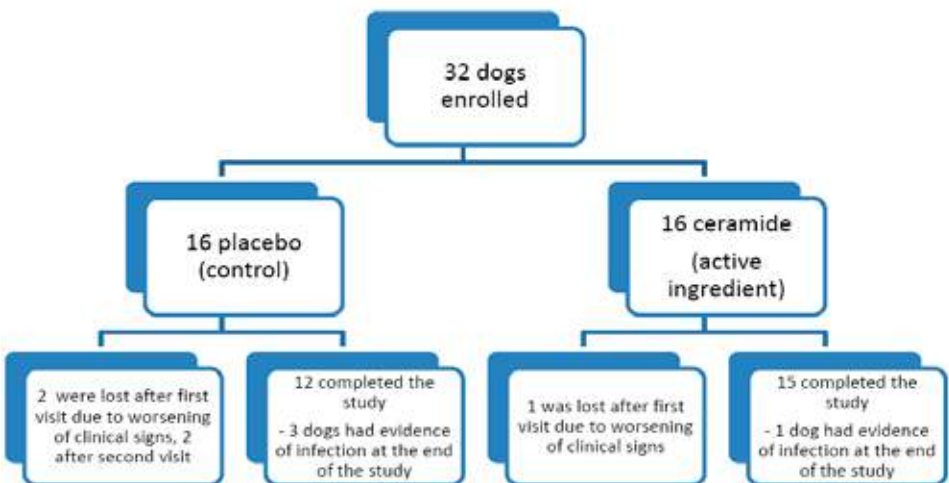 32 dogs
enrolled
16 placebo
(control)
16 ceramide
(active
ingredient)
2 were lost after first
visit due to worsening
of clinical signs, 2
after second visit
12 completed the
study
- 3 dogs had evidence
of infection at the end
of the study
1 was lost after first
visit due to worsening
of clinical signs
15 completed the
study
- 1 dog had evidence
of infection at the end
of the study